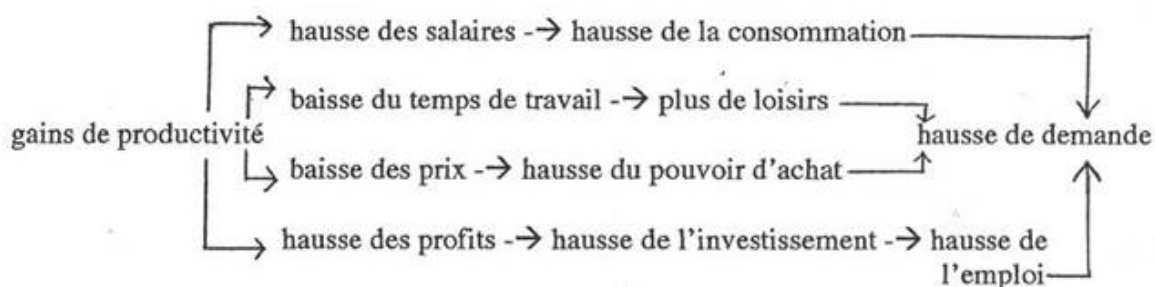 hausse des salaires -→ hausse de la consommation
baisse du temps de travail -→ plus de loisirs
gains de productivité
hausse de demande
baisse des prix -→ hausse du pouvoir d'achat
hausse des profits -→ hausse de l'investissement -→ hausse de
l'emploi